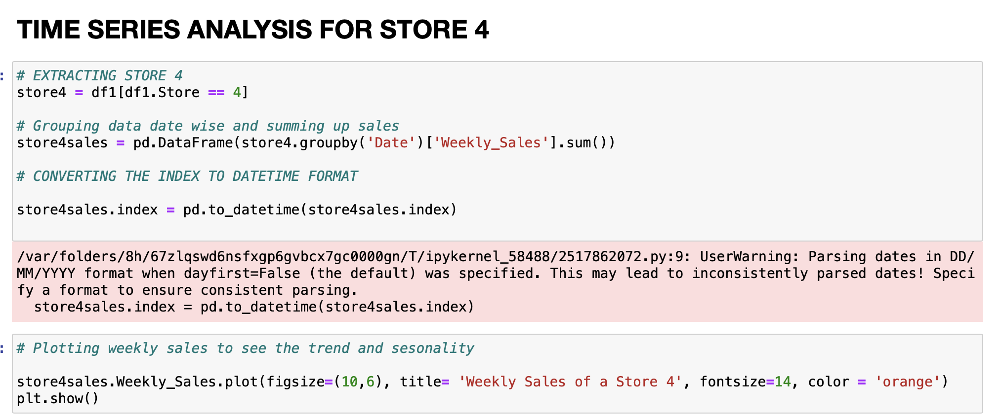 TIME SERIES ANALYSIS FOR STORE 4
: # EXTRACTING STORE 4
store4 = df1[df1.Store == 4]
# Grouping data date wise and summing up sales
store4sales = pd.DataFrame(store4.groupby('Date')['Weekly_Sales'].sum())
# CONVERTING THE INDEX TO DATETIME FORMAT
store4sales.index = pd.to_datetime(store4sales.index)
/var/folders/8h/67zlqswd6nsfxgp6gvbcx7gc0000gn/T/ipykernel_58488/2517862072.py:9: UserWarning: Parsing dates in DD/
MM/YYYY format when dayfirst=False (the default) was specified. This may lead to inconsistently parsed dates! Speci
fy a format to ensure consistent parsing.
  store4sales.index = pd.to_datetime(store4sales.index)
: # Plotting weekly sales to see the trend and sesonality
store4sales.Weekly_Sales.plot(figsize=(10,6), title= 'Weekly Sales of a Store 4', fontsize=14, color = 'orange')
plt.show()